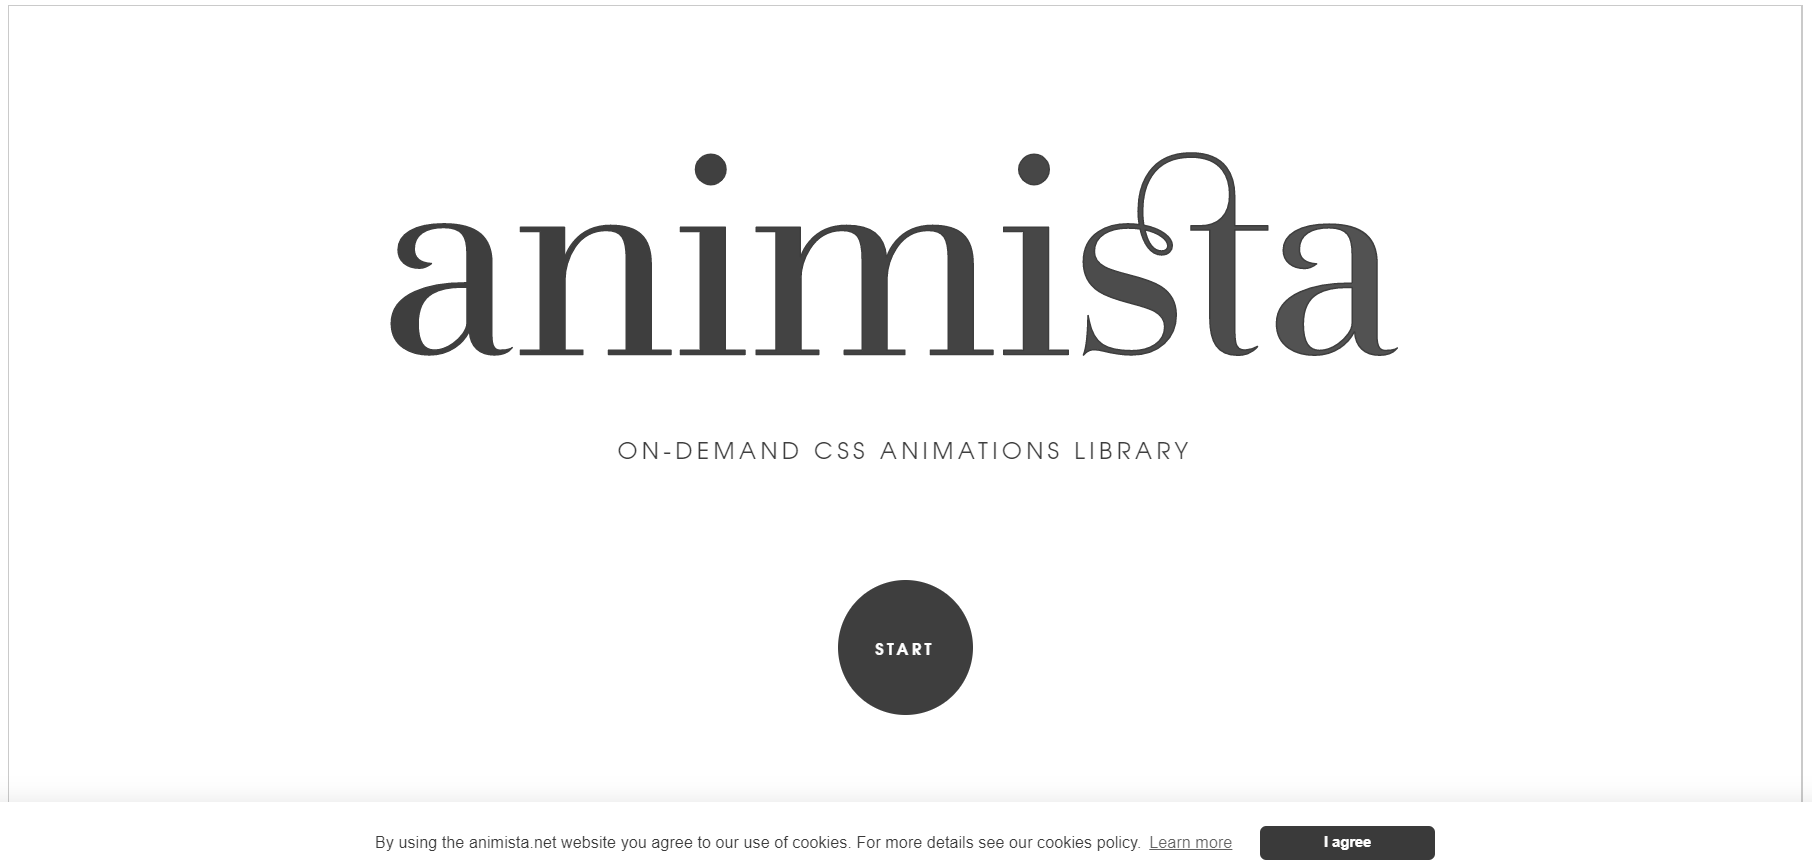 animista
ON-DEMAND CSS ANIMATIONS LIBRARY
START
By using the animista.net website you agree to our use of cookies. For more details see our cookies policy. Learn more I agree